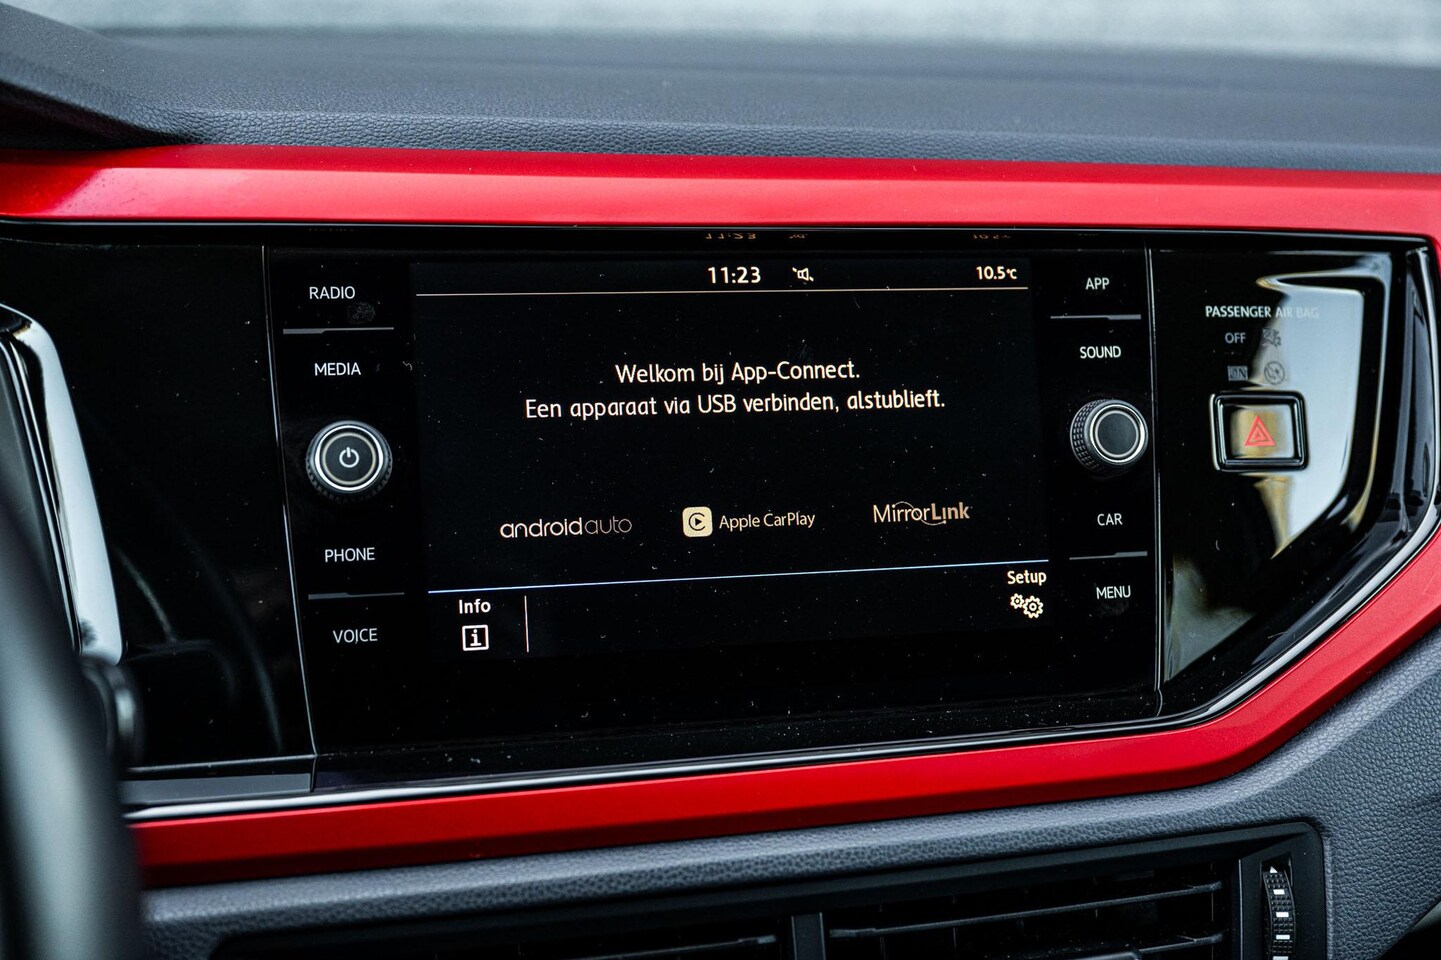 RADIO
MEDIA
PHONE
VOICE
11:23
10.5°C
Welkom bij App-Connect.
Een apparaat via USB verbinden, alstublieft.
androidauto
Apple CarPlay
MirrorLink
Info
i
Setup
APP
SOUND
CAR
MENU
PASSENGER AIR BAG
OFF
ON